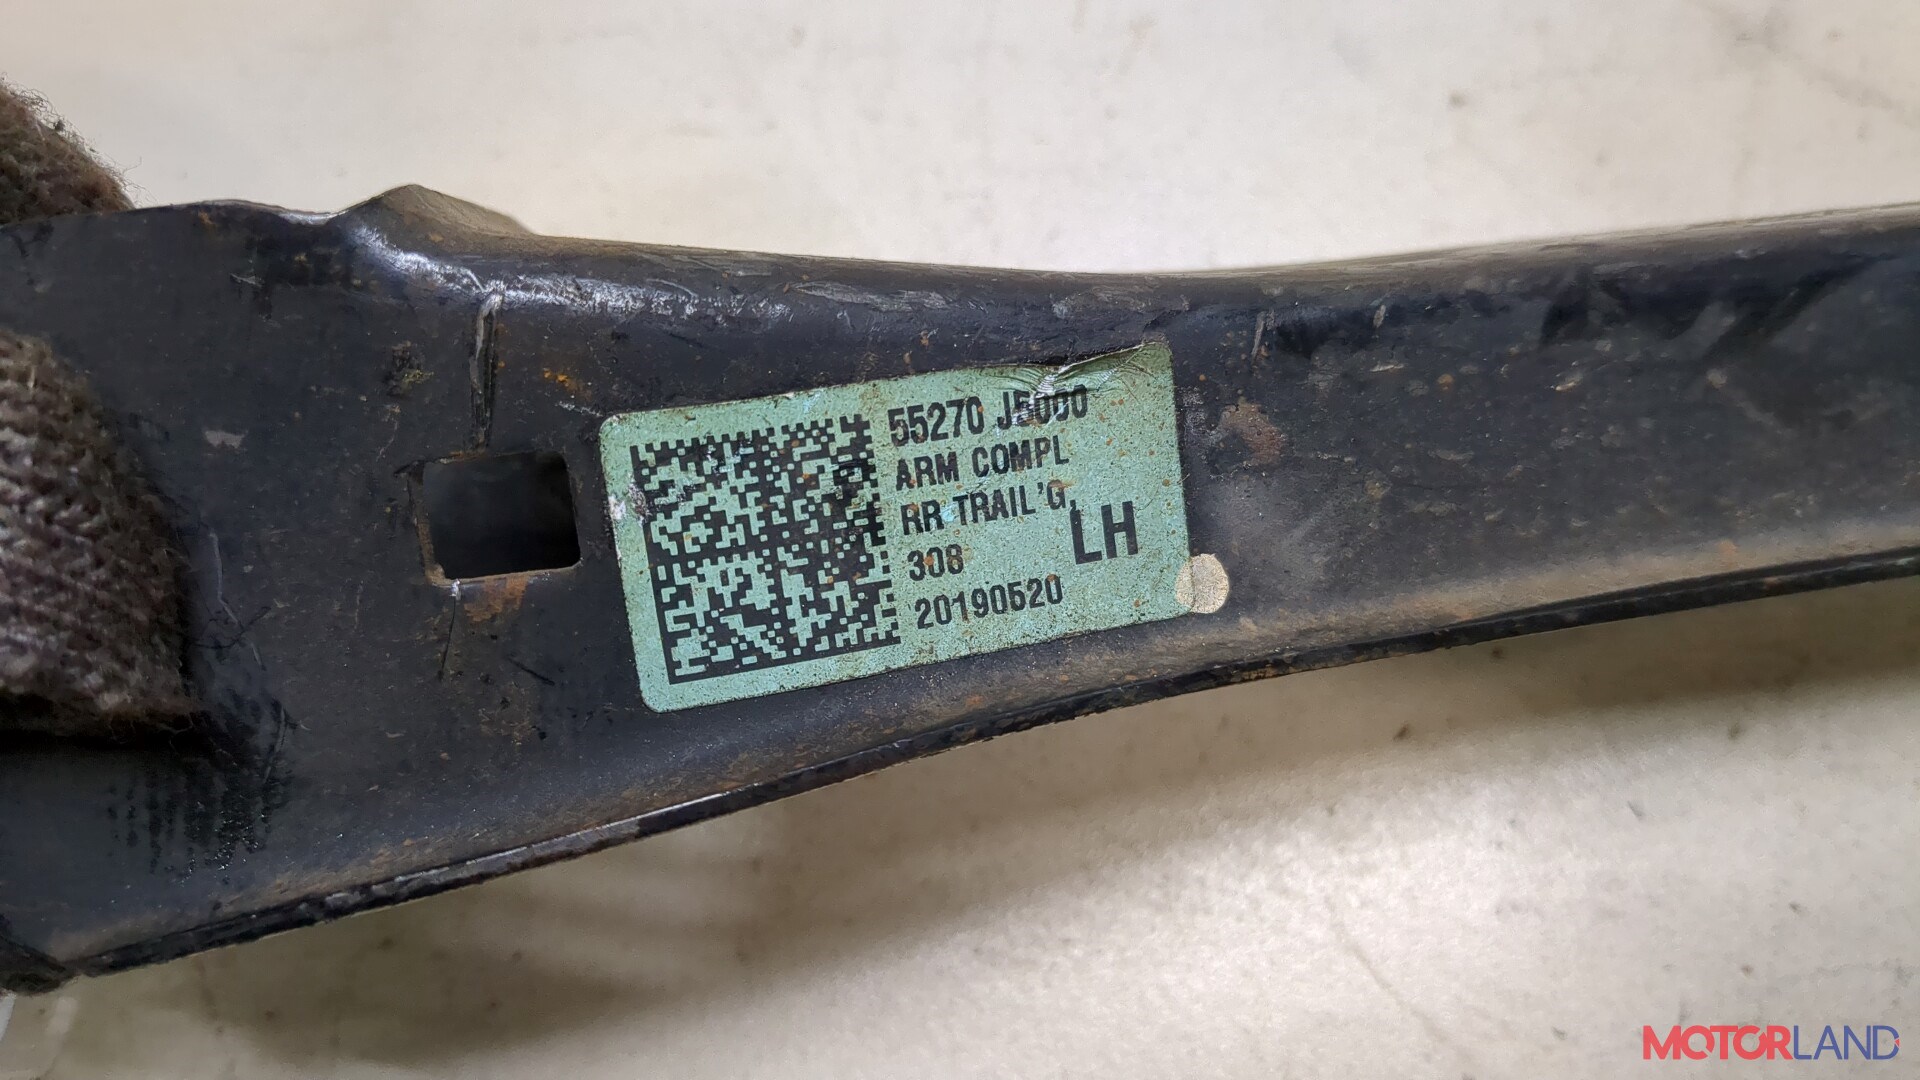 55270 J5000
ARM COMPL
RR TRAIL'G,
LH
308
20190520
MOTORLAND